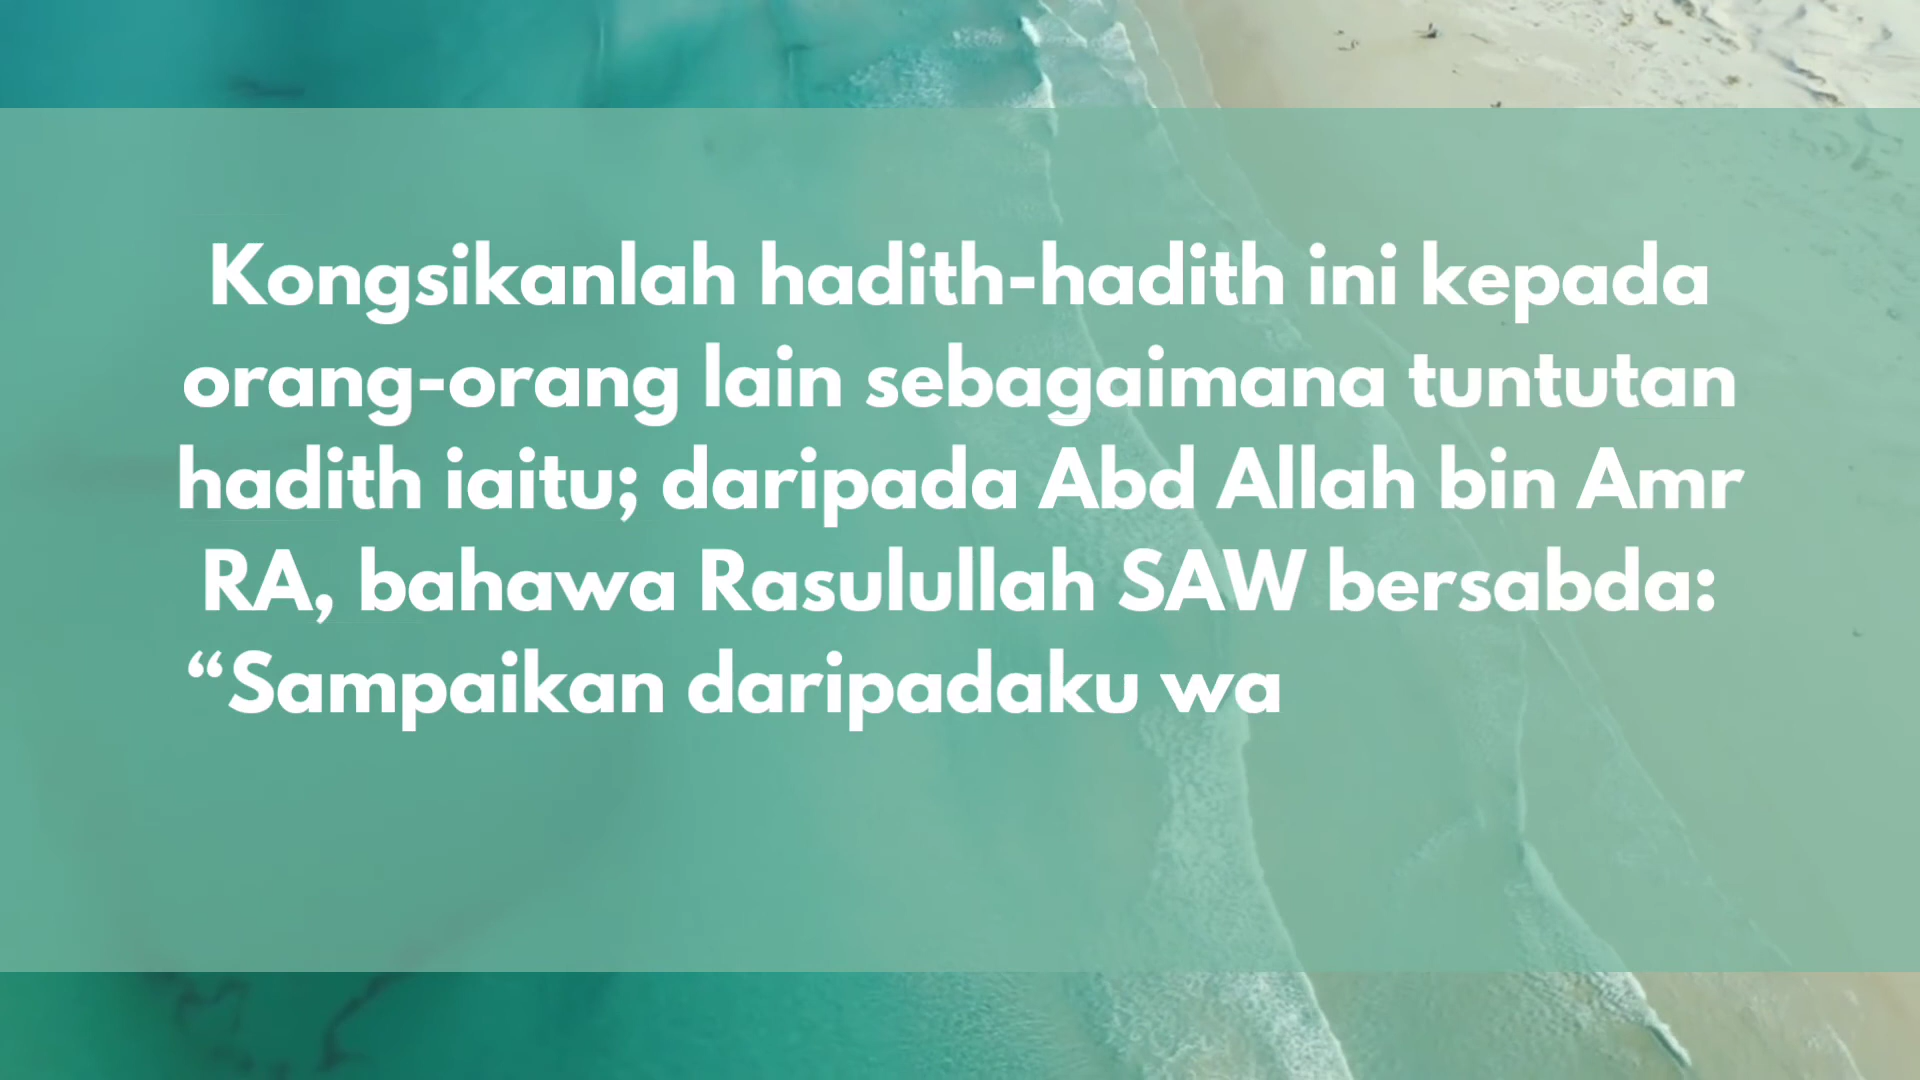 Kongsikanlah hadith-hadith ini kepada
orang-orang lain sebagaimana tuntutan
hadith iaitu; daripada Abd Allah bin Amr
RA, bahawa Rasulullah SAW bersabda:
“Sampaikan daripadaku wa